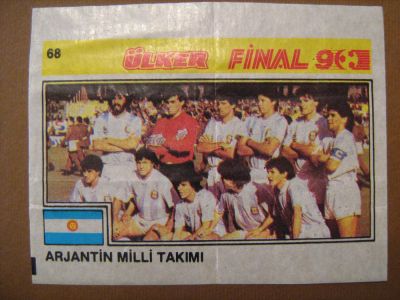 68
ÜLKER FİNAL 90
ARJANTİN MİLLİ TAKIMI